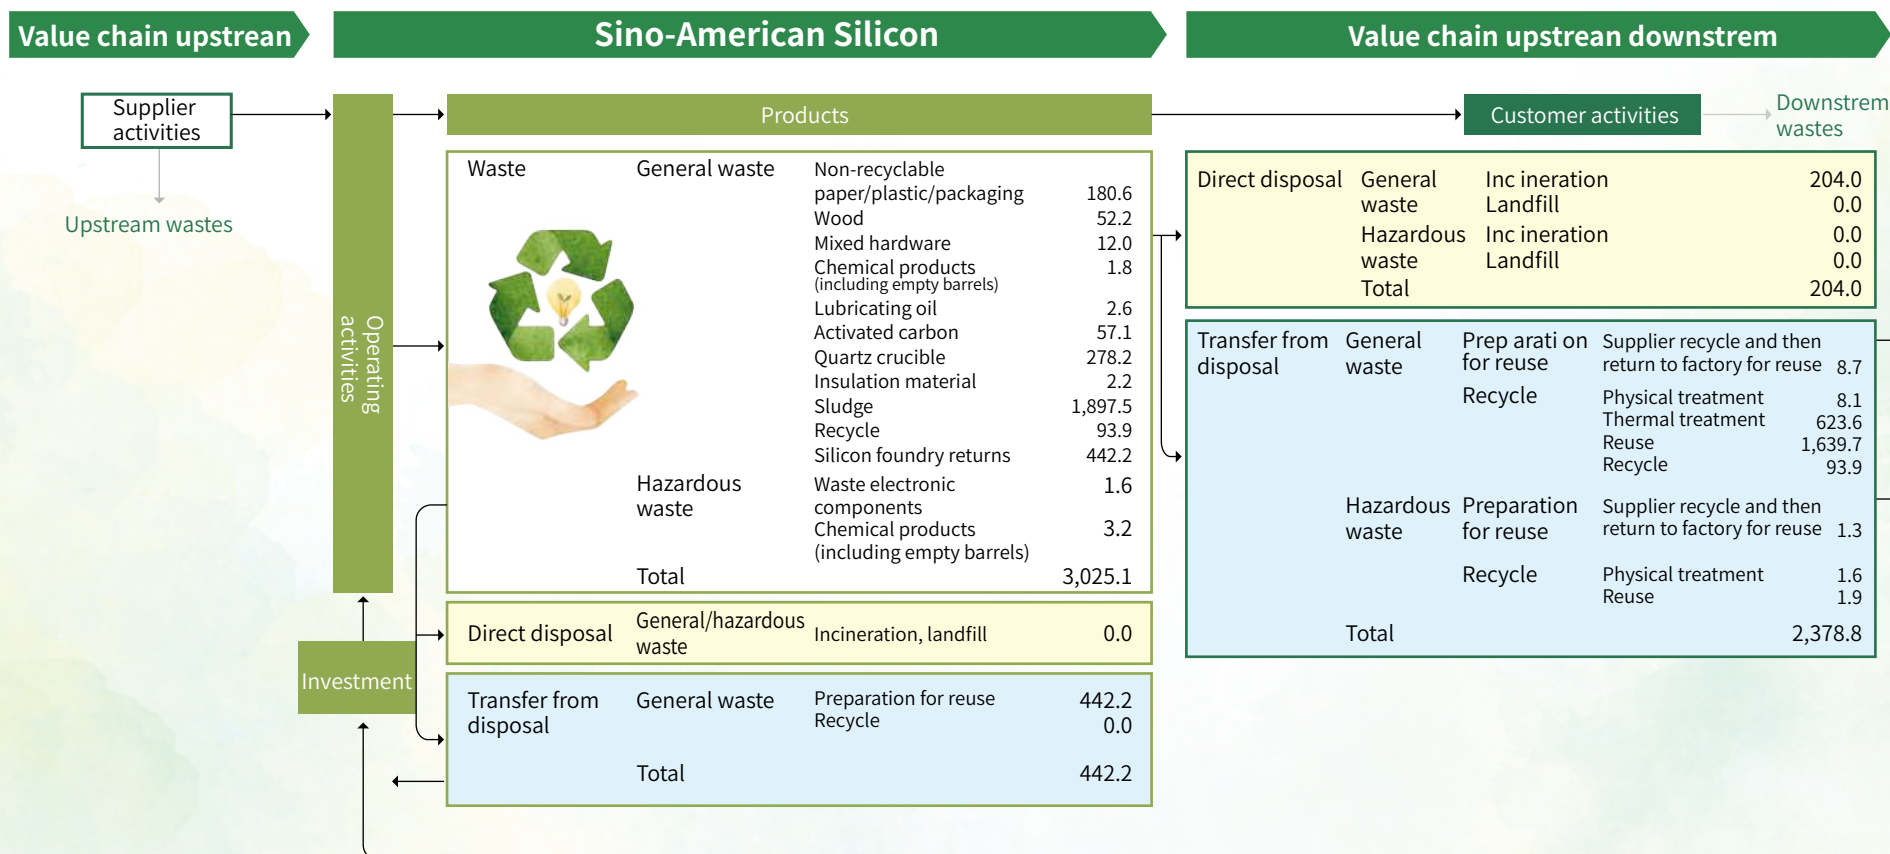 Value chain upstrean
Sino-American Silicon
Value chain upstrean downstrem
Supplier
activities
Upstream wastes
Operating
activities
Investment
Products
Customer activities
Downstrem
wastes
Waste
General waste
Non-recyclable
paper/plastic/packaging 180.6
Wood 52.2
Mixed hardware 12.0
Chemical products 1.8
(including empty barrels)
Lubricating oil 2.6
Activated carbon 57.1
Quartz crucible 278.2
Insulation material 2.2
Sludge 1,897.5
Recycle 93.9
Silicon foundry returns 442.2
Hazardous
waste
Waste electronic 1.6
components
Chemical products 3.2
(including empty barrels)
Total 3,025.1
Direct disposal
General/hazardous
waste
Incineration, landfill 0.0
Transfer from
disposal
General waste
Preparation for reuse 442.2
Recycle 0.0
Total 442.2
Direct disposal
General
waste
Inc ineration 204.0
Landfill 0.0
Hazardous
waste
Inc ineration 0.0
Landfill 0.0
Total 204.0
Transfer from
disposal
General
waste
Prep arati on
for reuse
Supplier recycle and then
return to factory for reuse 8.7
Recycle
Physical treatment 8.1
Thermal treatment 623.6
Reuse 1,639.7
Recycle 93.9
Hazardous
waste
Preparation
for reuse
Supplier recycle and then
return to factory for reuse 1.3
Recycle
Physical treatment 1.6
Reuse 1.9
Total 2,378.8